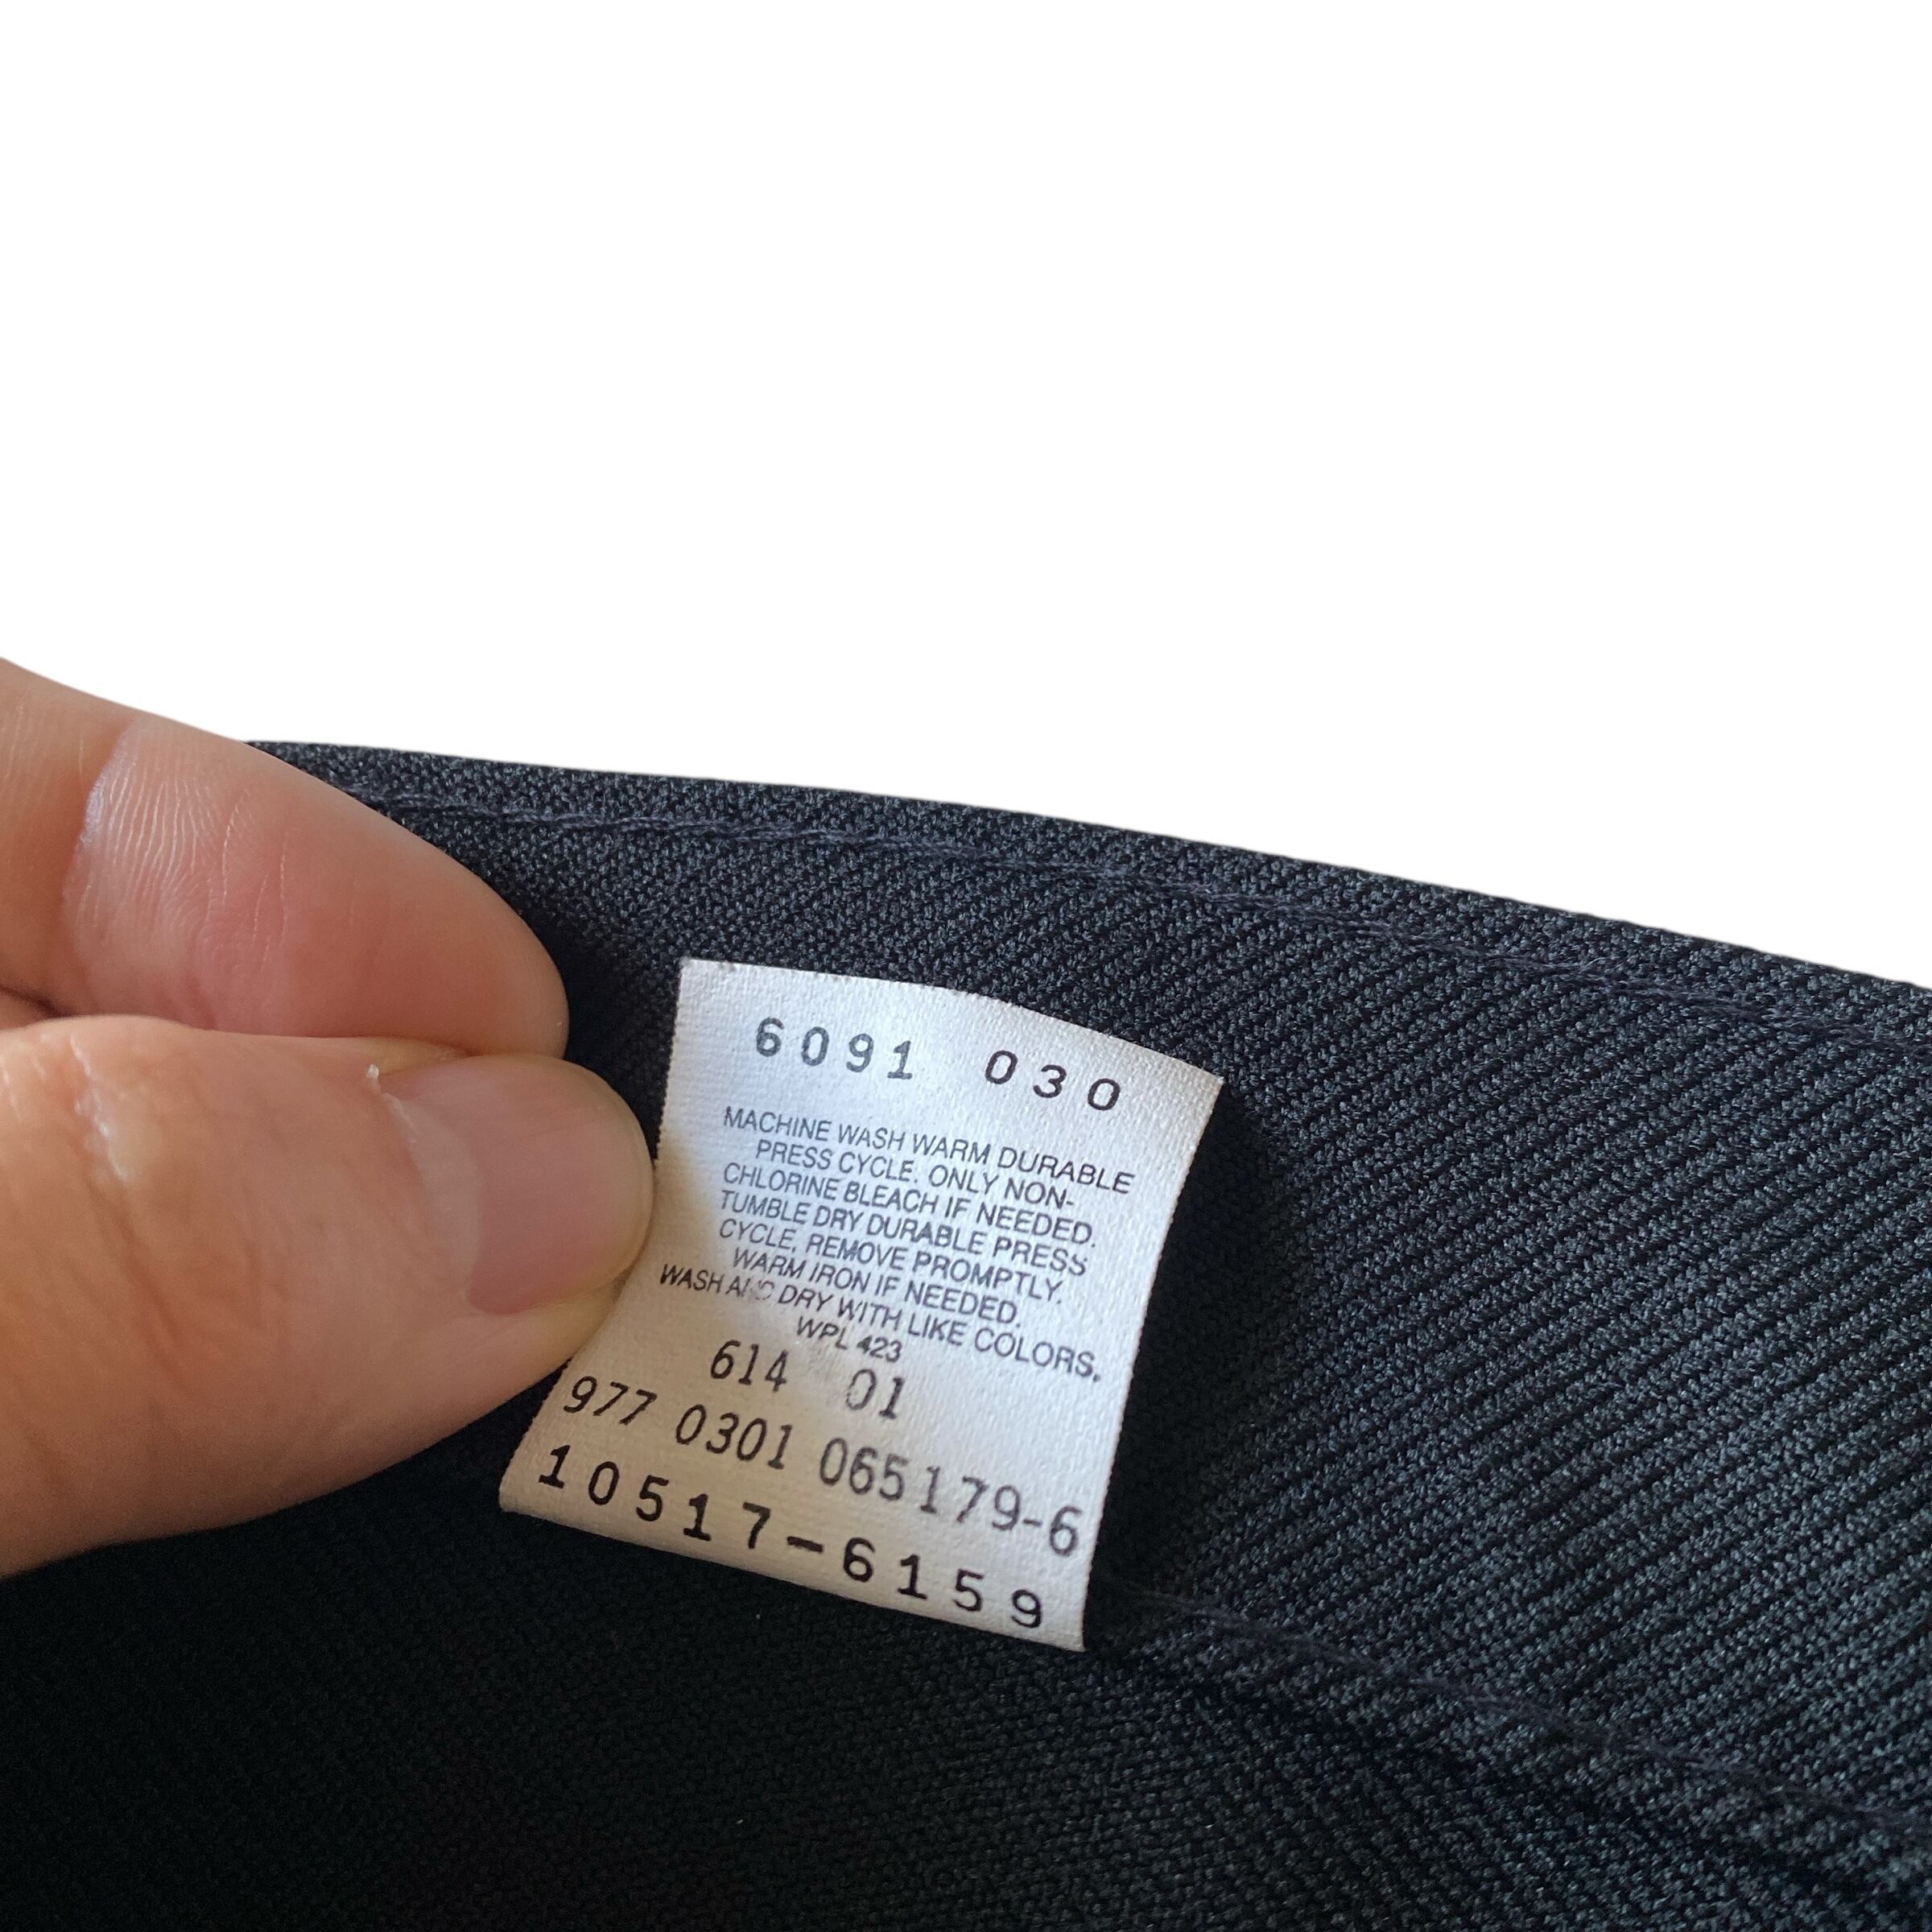 6091 030
MACHINE WASH WARM DURABLE
PRESS CYCLE. ONLY NON-
CHLORINE BLEACH IF NEEDED.
TUMBLE DRY DURABLE PRESS
CYCLE, REMOVE PROMPTLY.
WARM IRON IF NEEDED.
WASH AND DRY WITH LIKE COLORS.
WPL 423
614 01
977 0301 065179-6
10517-6159